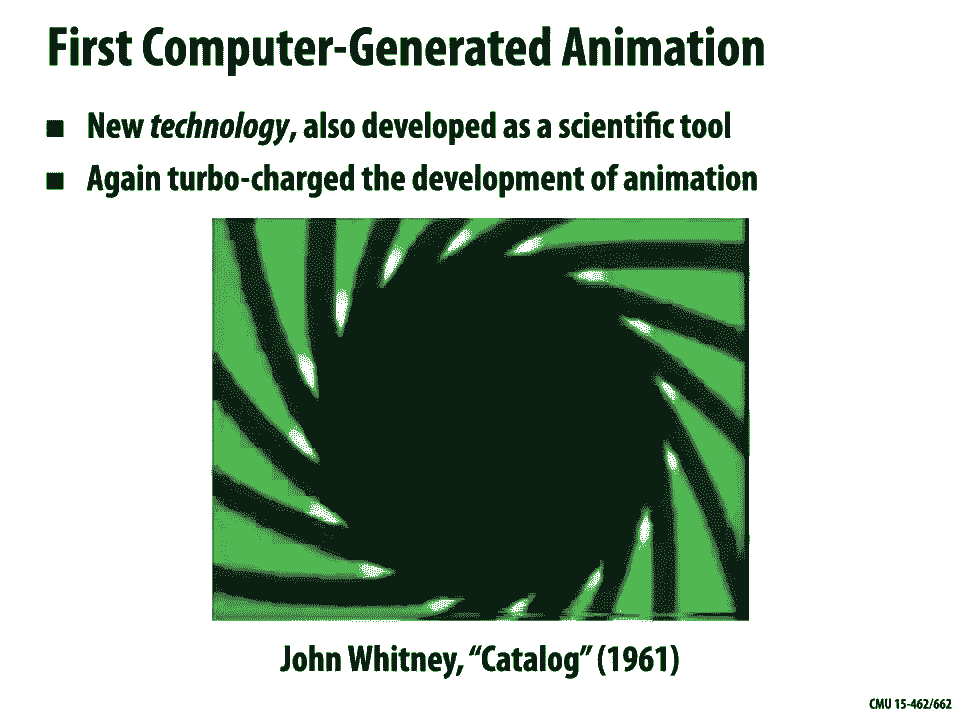 First Computer-Generated Animation
■ New technology, also developed as a scientific tool
■ Again turbo-charged the development of animation
John Whitney, “Catalog” (1961)
CMU 15-462/662